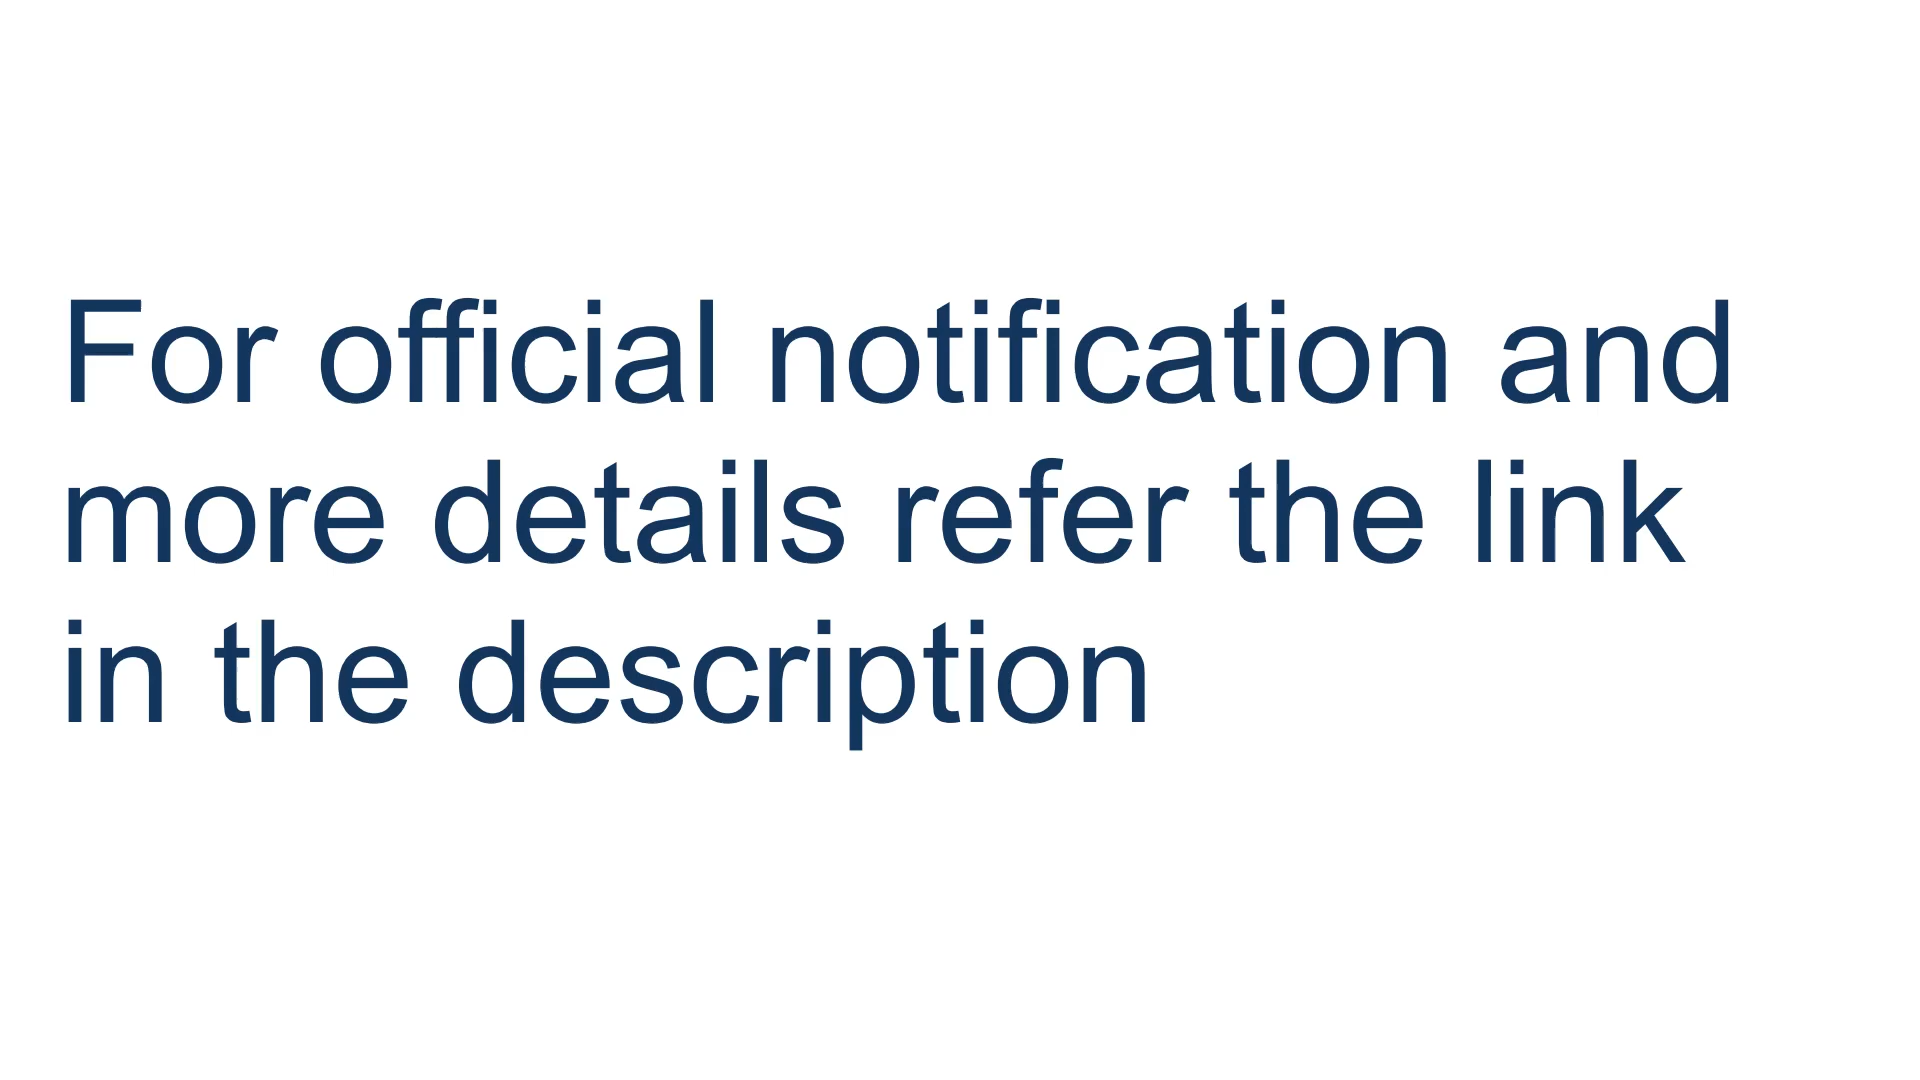 For official notification and
more details refer the link
in the description